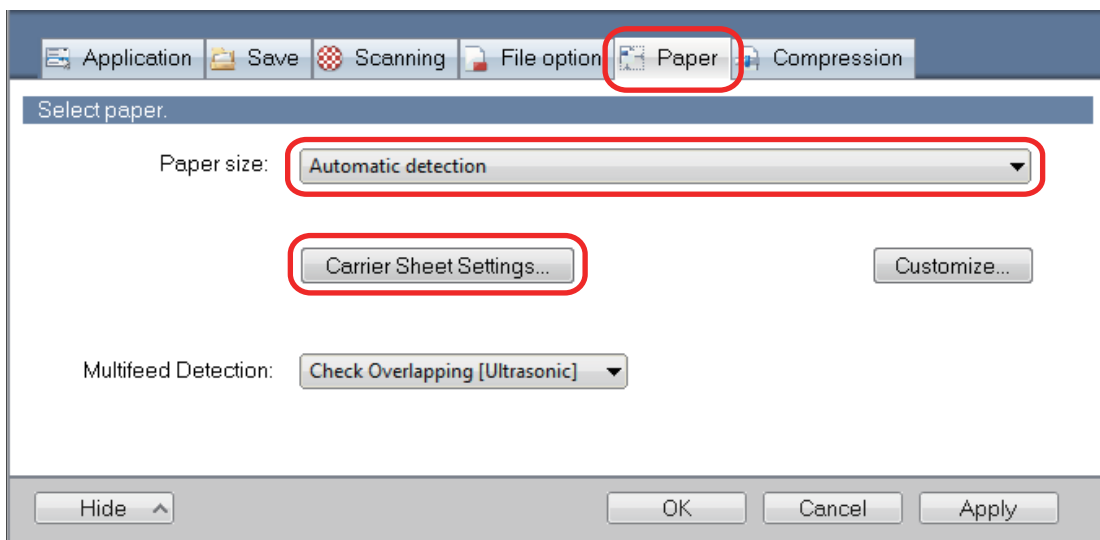 Application Save Scanning File option Paper Compression
Select paper.
Paper size: Automatic detection
Carrier Sheet Settings... Customize...
Multifeed Detection: Check Overlapping [Ultrasonic]
Hide OK Cancel Apply